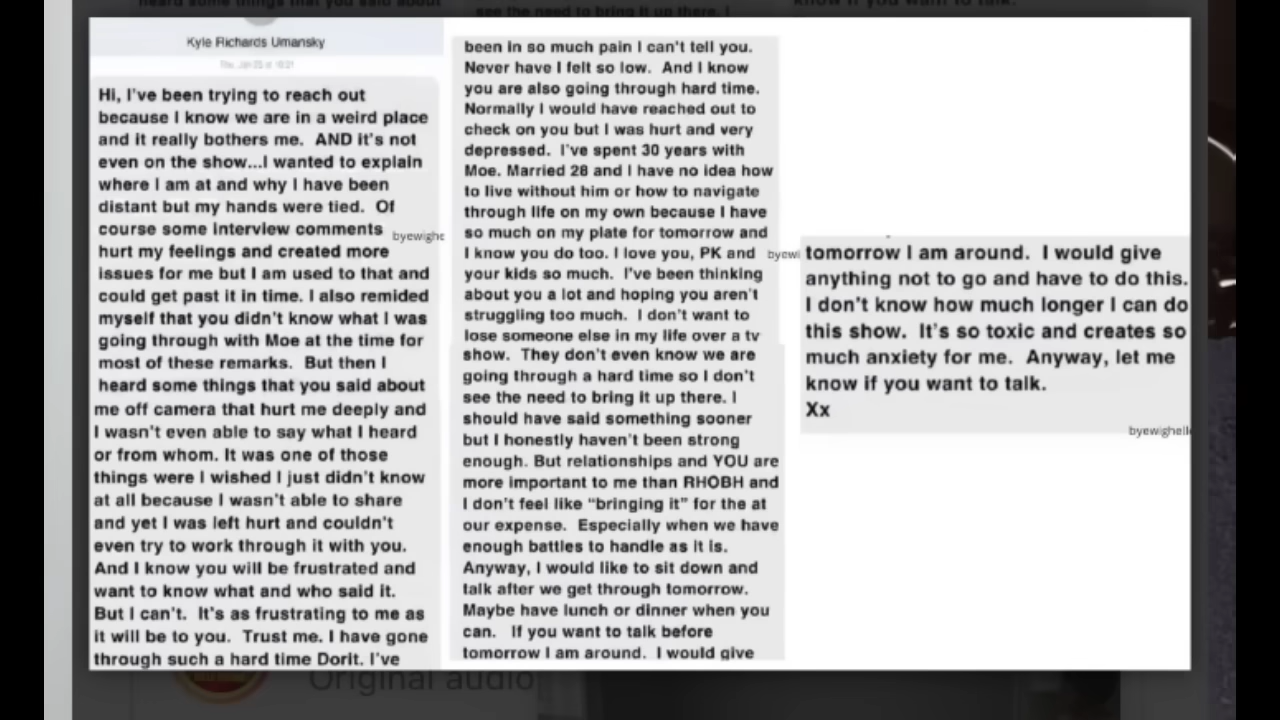 see the need to bring it up there. I
know if you want to talk.
Kyle Richards Umansky
Hi, I've been trying to reach out
because I know we are in a weird place
and it really bothers me. AND it's not
even on the show...I wanted to explain
where I am at and why I have been
distant but my hands were tied. Of
course some interview comments
hurt my feelings and created more
issues for me but I am used to that and
could get past it in time. I also remided
myself that you didn't know what I was
going through with Moe at the time for
most of these remarks. But then I
heard some things that you said about
me off camera that hurt me deeply and
I wasn't even able to say what I heard
or from whom. It was one of those
things were I wished I just didn't know
at all because I wasn't able to share
and yet I was left hurt and couldn't
even try to work through it with you.
And I know you will be frustrated and
want to know what and who said it.
But I can't. It's as frustrating to me as
it will be to you. Trust me. I have gone
through such a hard time Dorit. I've
byewighe
been in so much pain I can't tell you.
Never have I felt so low. And I know
you are also going through hard time.
Normally I would have reached out to
check on you but I was hurt and very
depressed. I've spent 30 years with
Moe. Married 28 and I have no idea how
to live without him or how to navigate
through life on my own because I have
so much on my plate for tomorrow and
I know you do too. I love you, PK and
your kids so much. I've been thinking
about you a lot and hoping you aren't
struggling too much. I don't want to
lose someone else in my life over a tv
show. They don't even know we are
going through a hard time so I don't
see the need to bring it up there. I
should have said something sooner
but I honestly haven't been strong
enough. But relationships and YOU are
more important to me than RHOBH and
I don't feel like “bringing it” for the at
our expense. Especially when we have
enough battles to handle as it is.
Anyway, I would like to sit down and
talk after we get through tomorrow.
Maybe have lunch or dinner when you
can. If you want to talk before
tomorrow I am around. I would give
byewi
tomorrow I am around. I would give
anything not to go and have to do this.
I don't know how much longer I can do
this show. It's so toxic and creates so
much anxiety for me. Anyway, let me
know if you want to talk.
Xx
byewighell
Original audio